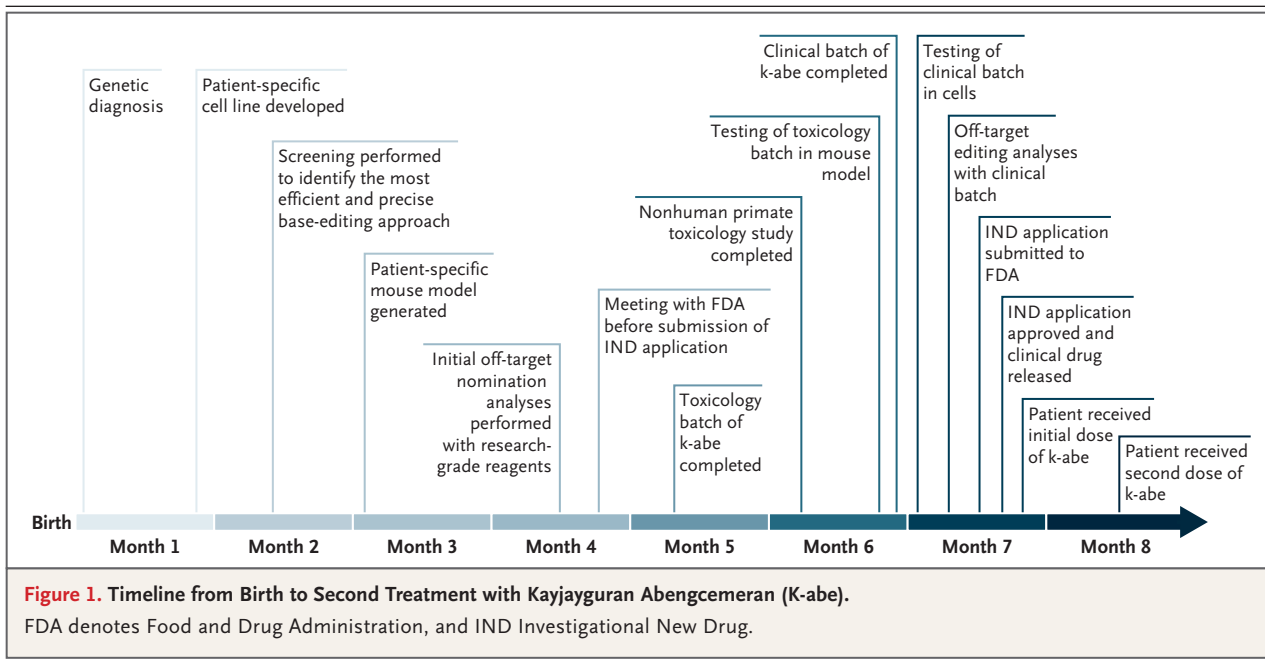 Genetic
diagnosis
Patient-specific
cell line developed
Screening performed
to identify the most
efficient and precise
base-editing approach
Patient-specific
mouse model
generated
Initial off-target
nomination
analyses
performed
with research-
grade reagents
Meeting with FDA
before submission of
IND application
Toxicology
batch of
k-abe
completed
Nonhuman primate
toxicology study
completed
Testing of toxicology
batch in mouse
model
Clinical batch of
k-abe completed
Testing of
clinical batch
in cells
Off-target
editing analyses
with clinical
batch
IND application
submitted to
FDA
IND application
approved and
clinical drug
released
Patient received
initial dose
of k-abe
Patient received
second dose of
k-abe
Birth
Month 1
Month 2
Month 3
Month 4
Month 5
Month 6
Month 7
Month 8
Figure 1. Timeline from Birth to Second Treatment with Kayjayguran Abengcemeran (K-abe).
FDA denotes Food and Drug Administration, and IND Investigational New Drug.